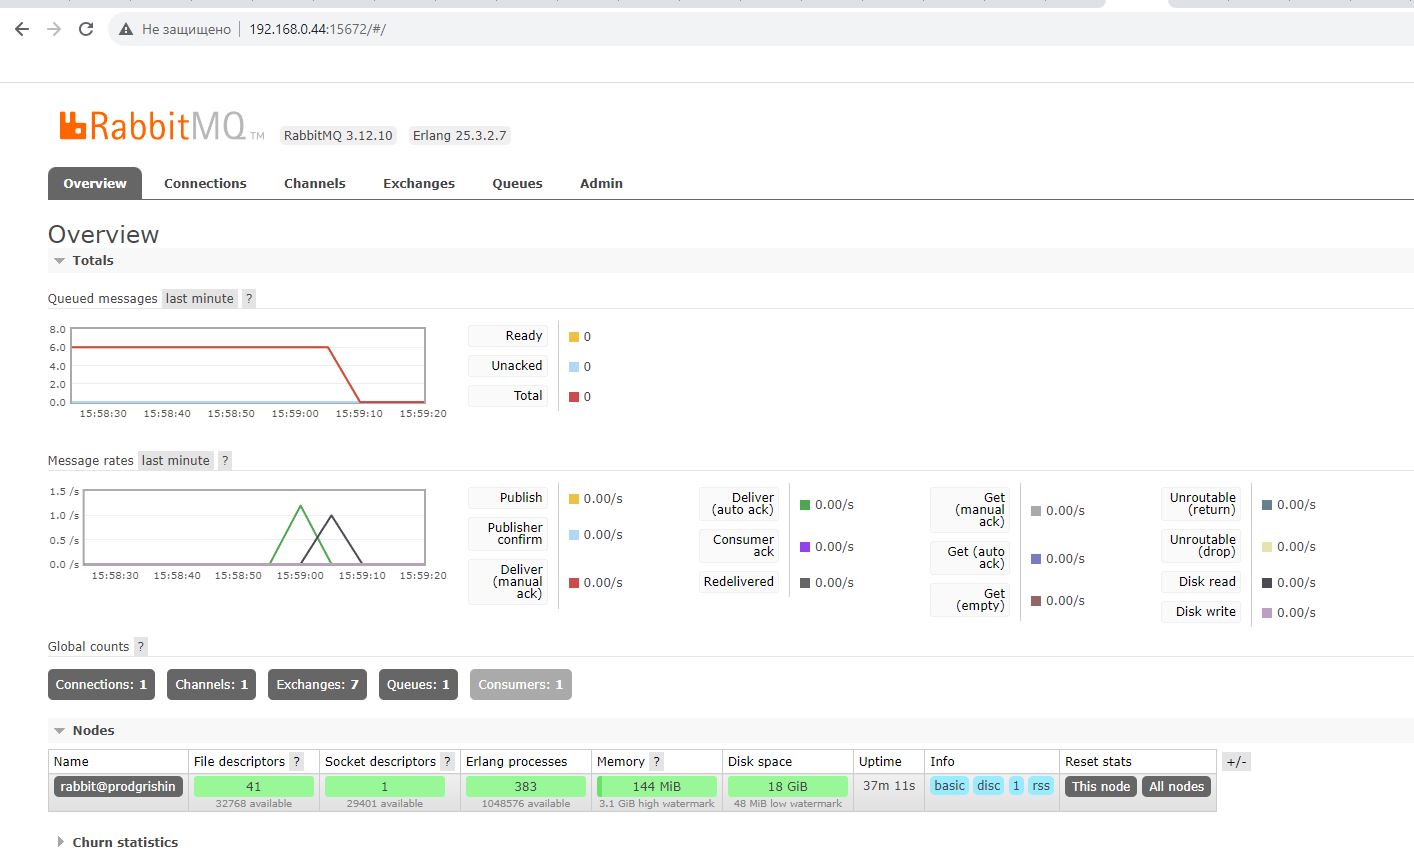 Не защищено 192.168.0.44:15672/#/
RabbitMQ TM RabbitMQ 3.12.10 Erlang 25.3.2.7
Overview Connections Channels Exchanges Queues Admin
Overview
Totals
Queued messages last minute ?
8.0
6.0
4.0
2.0
0.0
15:58:30 15:58:40 15:58:50 15:59:00 15:59:10 15:59:20
Ready 0
Unacked 0
Total 0
Message rates last minute ?
1.5 /s
1.0 /s
0.5 /s
0.0 /s
15:58:30 15:58:40 15:58:50 15:59:00 15:59:10 15:59:20
Publish 0.00/s
Publisher
confirm 0.00/s
Deliver
(manual
ack) 0.00/s
Deliver
(auto ack) 0.00/s
Consumer
ack 0.00/s
Redelivered 0.00/s
Get
(manual
ack) 0.00/s
Get (auto
ack) 0.00/s
Get
(empty) 0.00/s
Unroutable
(return) 0.00/s
Unroutable
(drop) 0.00/s
Disk read 0.00/s
Disk write 0.00/s
Global counts ?
Connections: 1 Channels: 1 Exchanges: 7 Queues: 1 Consumers: 1
Nodes
Name File descriptors ? Socket descriptors ? Erlang processes Memory ? Disk space Uptime Info Reset stats +/-
rabbit@prodgrishin 41 1 383 144 MiB 18 GiB 37m 11s basic disc 1 rss This node All nodes
32768 available 29401 available 1048576 available 3.1 GiB high watermark 48 MiB low watermark
Churn statistics